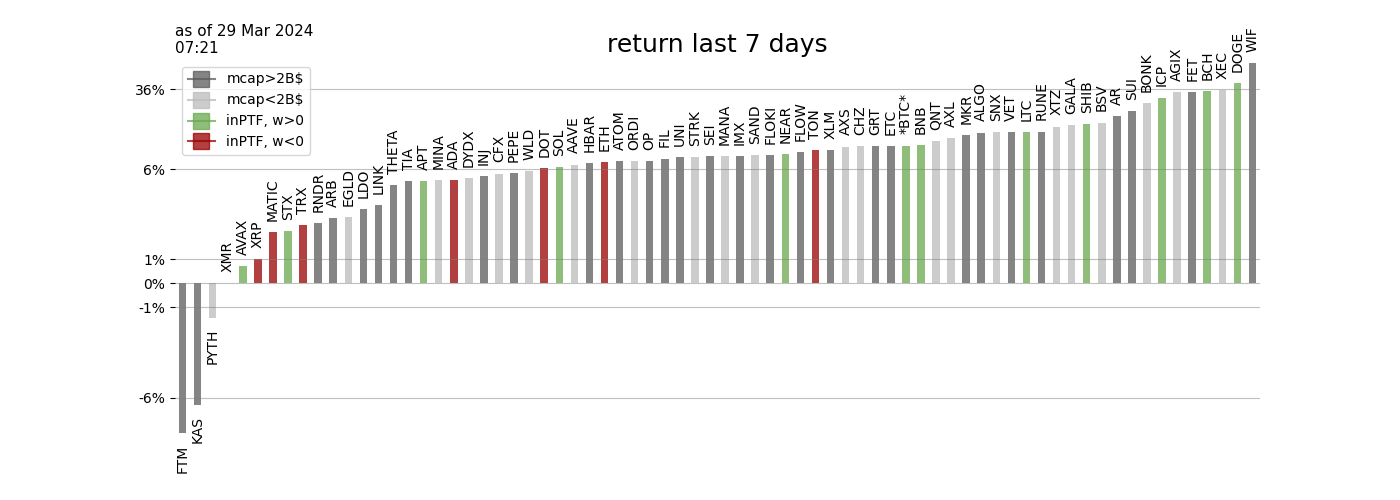 as of 29 Mar 2024
07:21
return last 7 days
mcap>2B$
mcap<2B$
inPTF, w>0
inPTF, w<0
36%
6%
1%
0%
-1%
-6%
FTM
KAS
PYTH
XMR
AVAX
XRP
MATIC
STX
TRX
RNDR
ARB
EGLD
LDO
LINK
THETA
TIA
APT
MINA
ADA
DYDX
INJ
CFX
PEPE
WLD
DOT
SOL
AAVE
HBAR
ETH
ATOM
ORDI
OP
FIL
UNI
STRK
SEI
MANA
IMX
SAND
FLOKI
NEAR
FLOW
TON
XLM
AXS
CHZ
GRT
ETC
*BTC*
BNB
QNT
AXL
MKR
ALGO
SNX
VET
LTC
RUNE
XTZ
GALA
SHIB
BSV
AR
SUI
BONK
ICP
AGIX
FET
BCH
XEC
DOGE
WIF